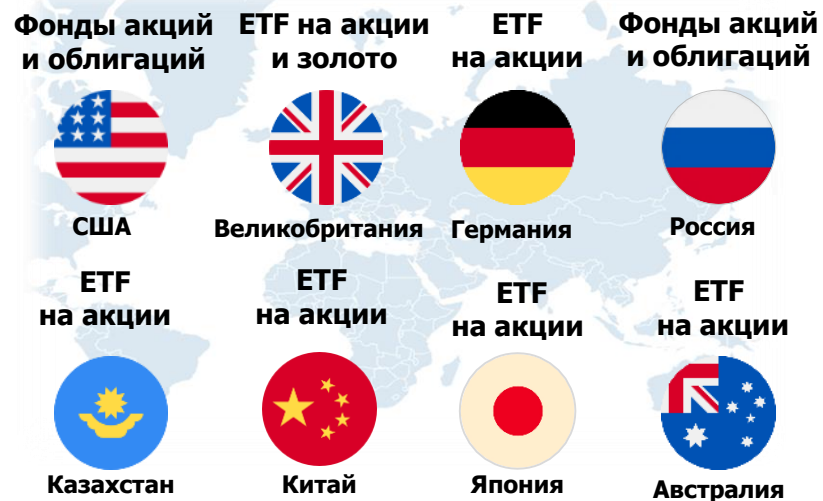 Фонды акций
и облигаций
ETF на акции
и золото
ETF
на акции
Фонды акций
и облигаций
США
Великобритания
Германия
Россия
ETF
на акции
ETF
на акции
ETF
на акции
ETF
на акции
Казахстан
Китай
Япония
Австралия